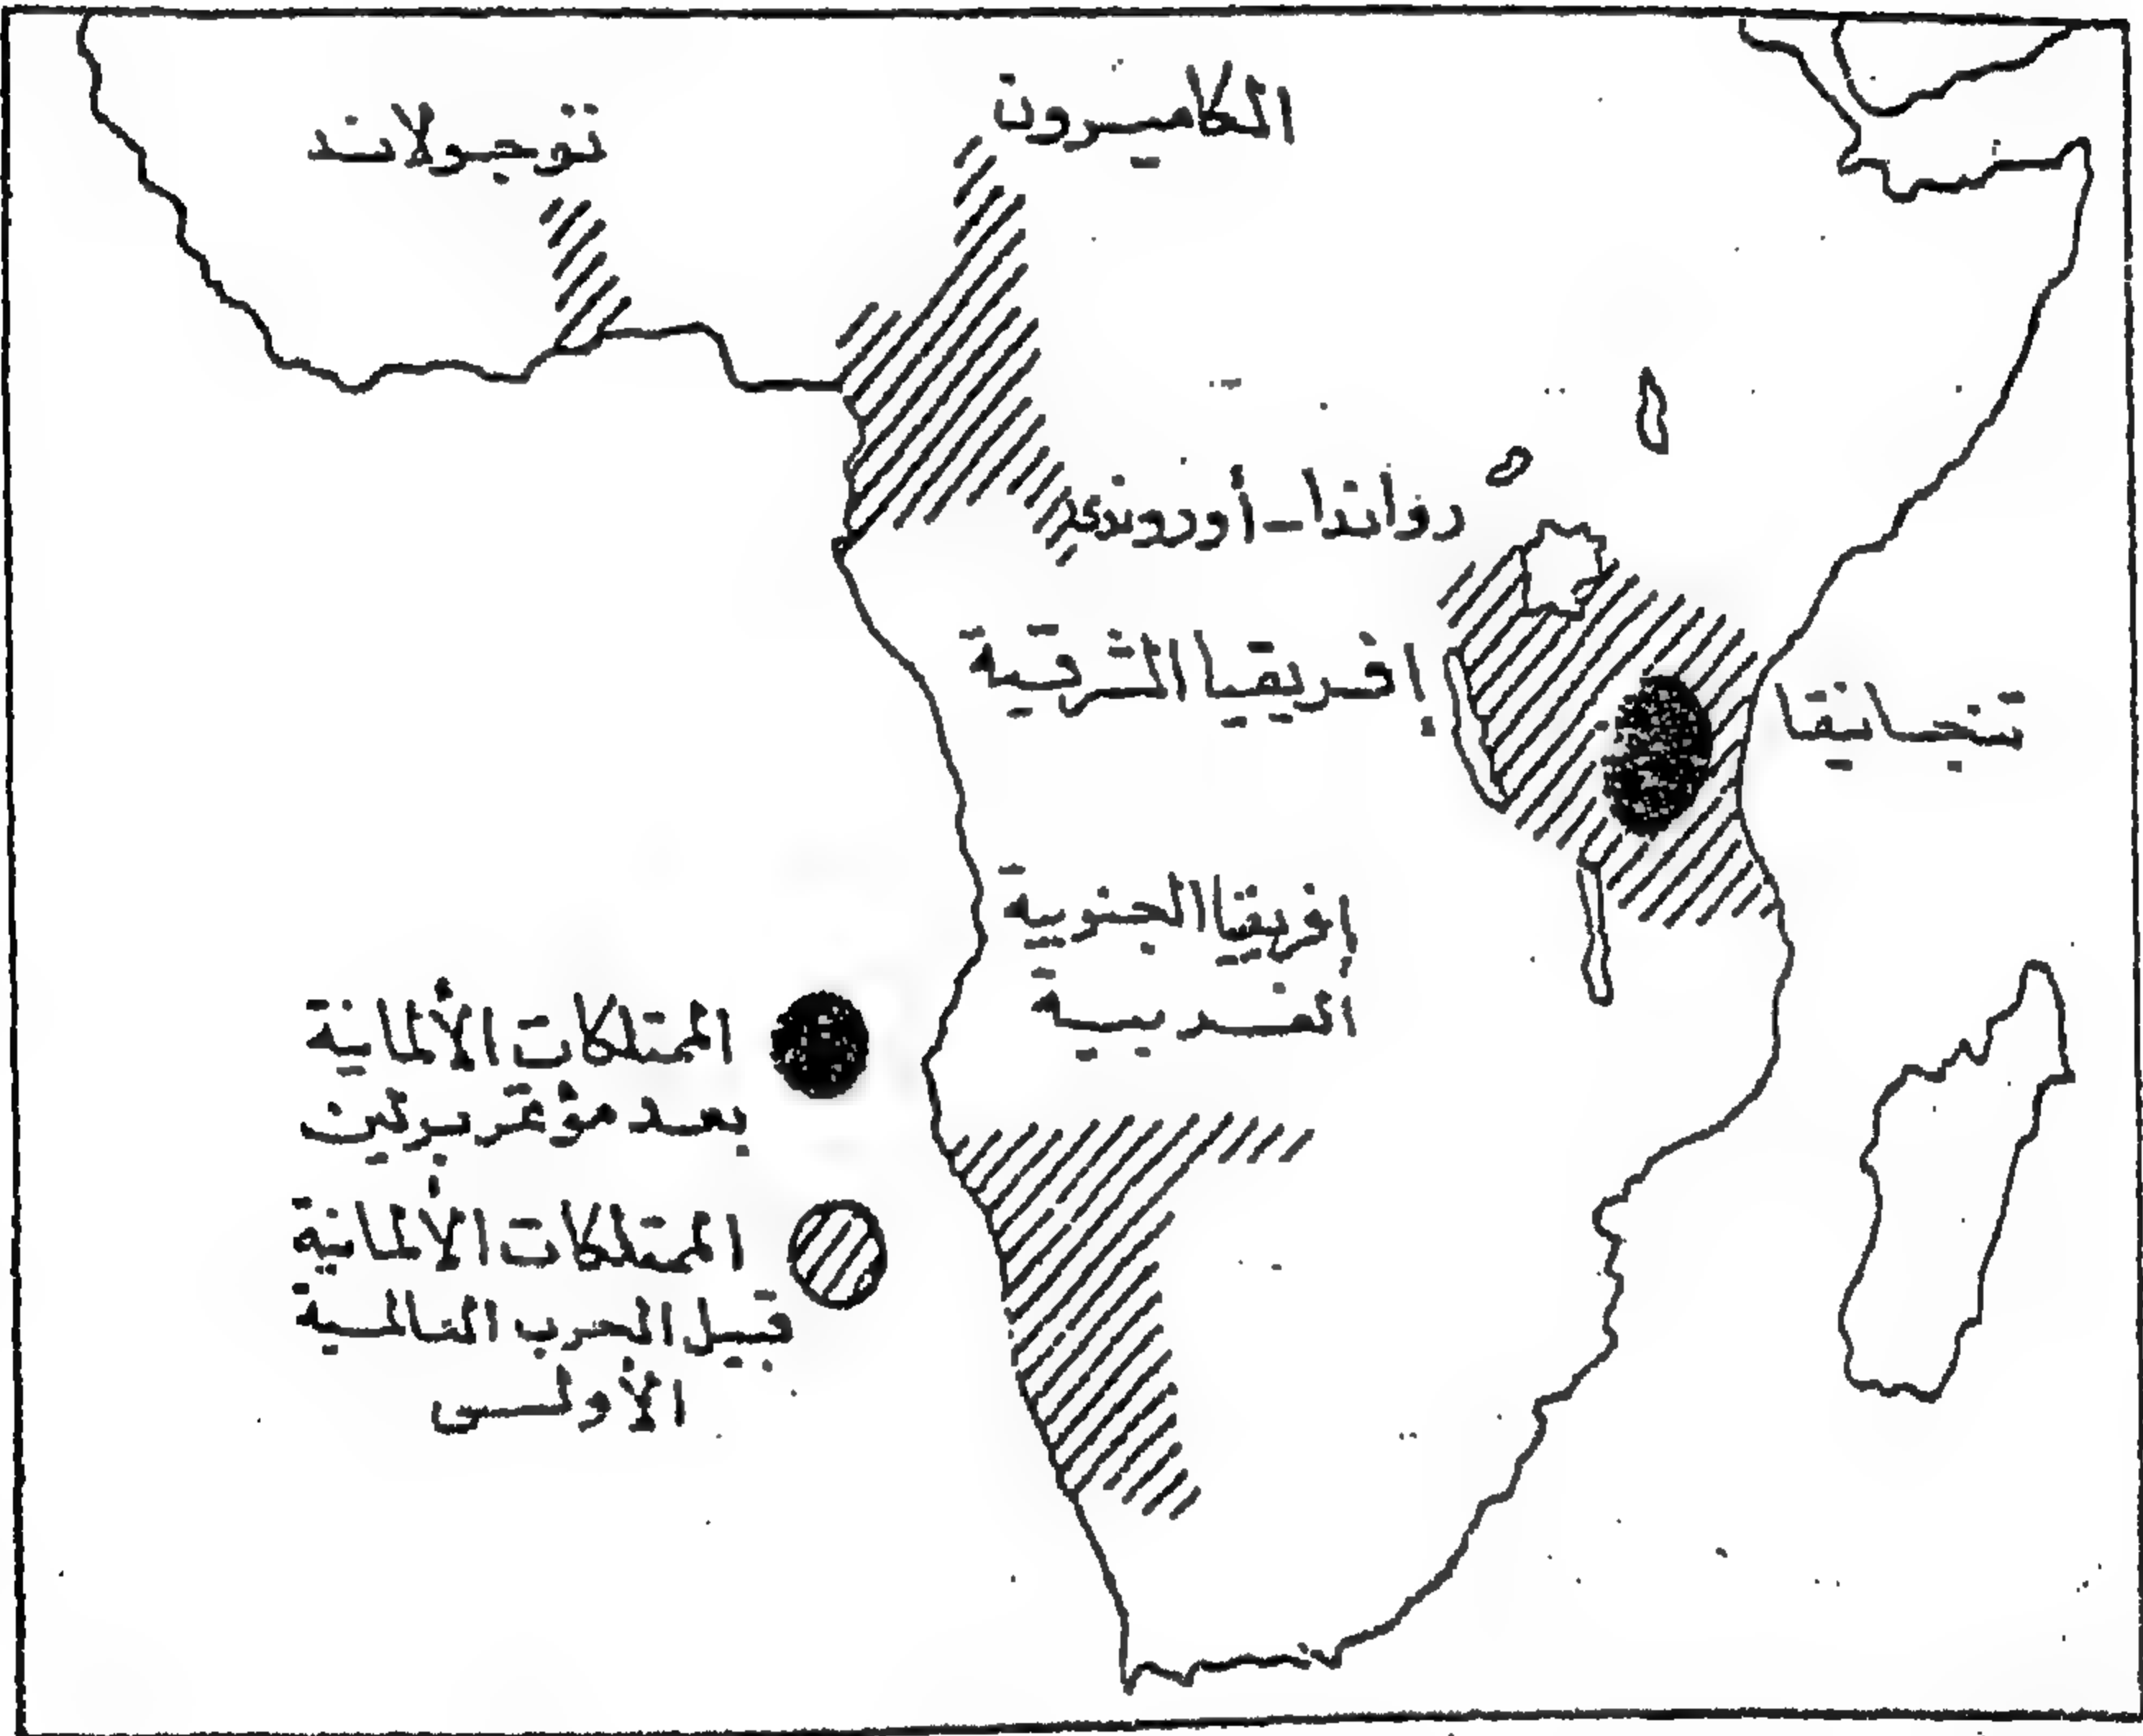 توجولاند
الكاميرون
رواندا-أوروندى
إفريقيا الشرقية
تنجانيقا
إفريقيا الجنوبية
الغربية
الممتلكات الألمانية
بعد مؤتمر برلين
الممتلكات الألمانية
قبل الحرب العالمية
الأولى